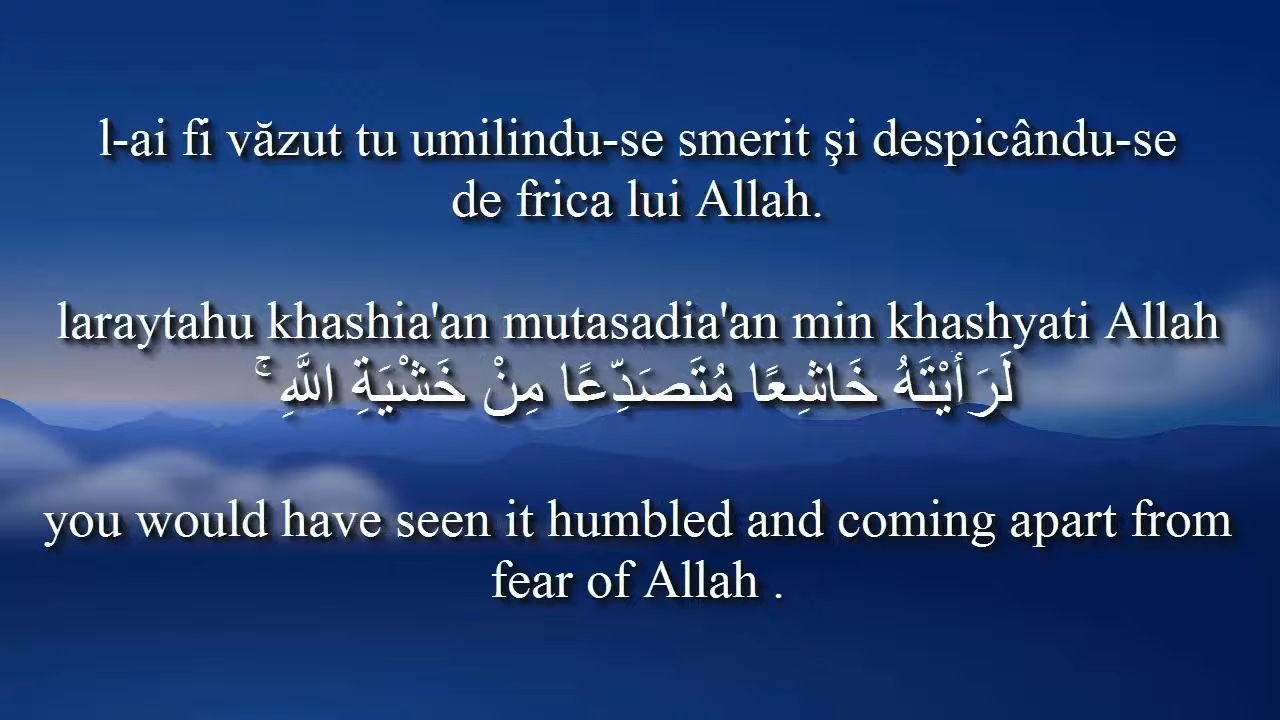 l-ai fi văzut tu umilindu-se smerit şi despicându-se
de frica lui Allah.
laraytahu khashia'an mutasadia'an min khashyati Allah
لَرَأَيْتَهُ خَاشِعًا مُتَصَدِّعًا مِنْ خَشْيَةِ اللَّهِ ۚ
you would have seen it humbled and coming apart from
fear of Allah .